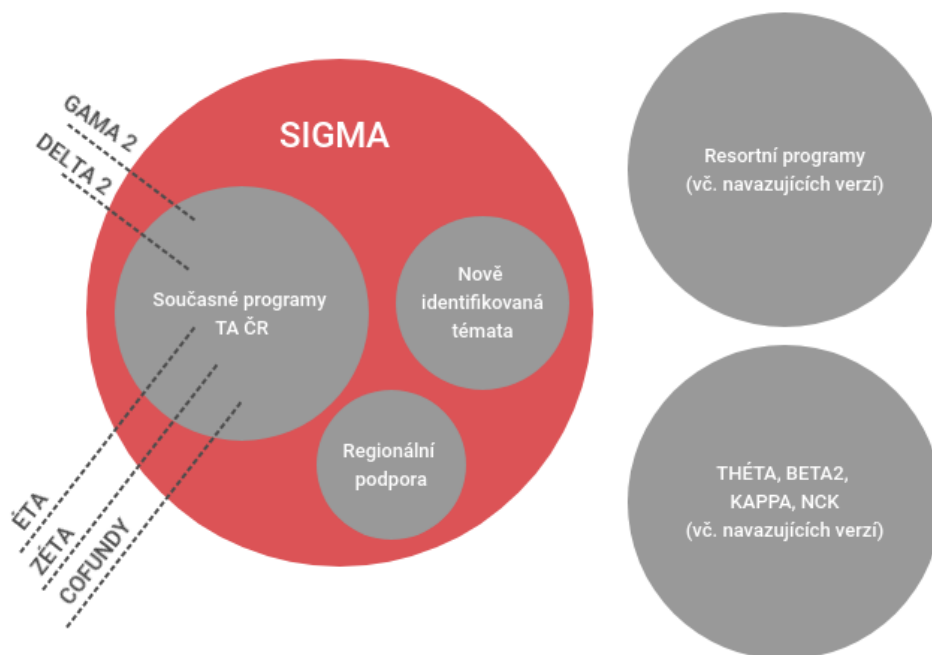 SIGMA
GAMA 2
DELTA 2
Současné programy
TA ČR
Nově
identifikovaná
témata
Regionální
podpora
ÉTA
ZÉTA
COFUNDY
Resortní programy
(vč. navazujících verzí)
THÉTA, BETA2,
KAPPA, NCK
(vč. navazujících verzí)